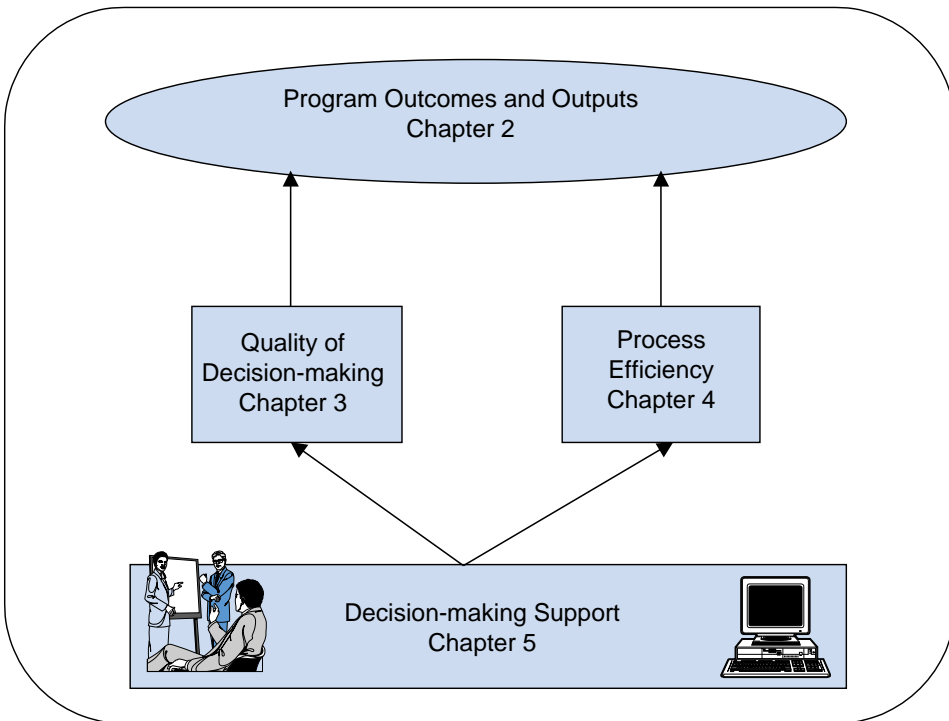 Program Outcomes and Outputs
Chapter 2
Quality of
Decision-making
Chapter 3
Process
Efficiency
Chapter 4
Decision-making Support
Chapter 5